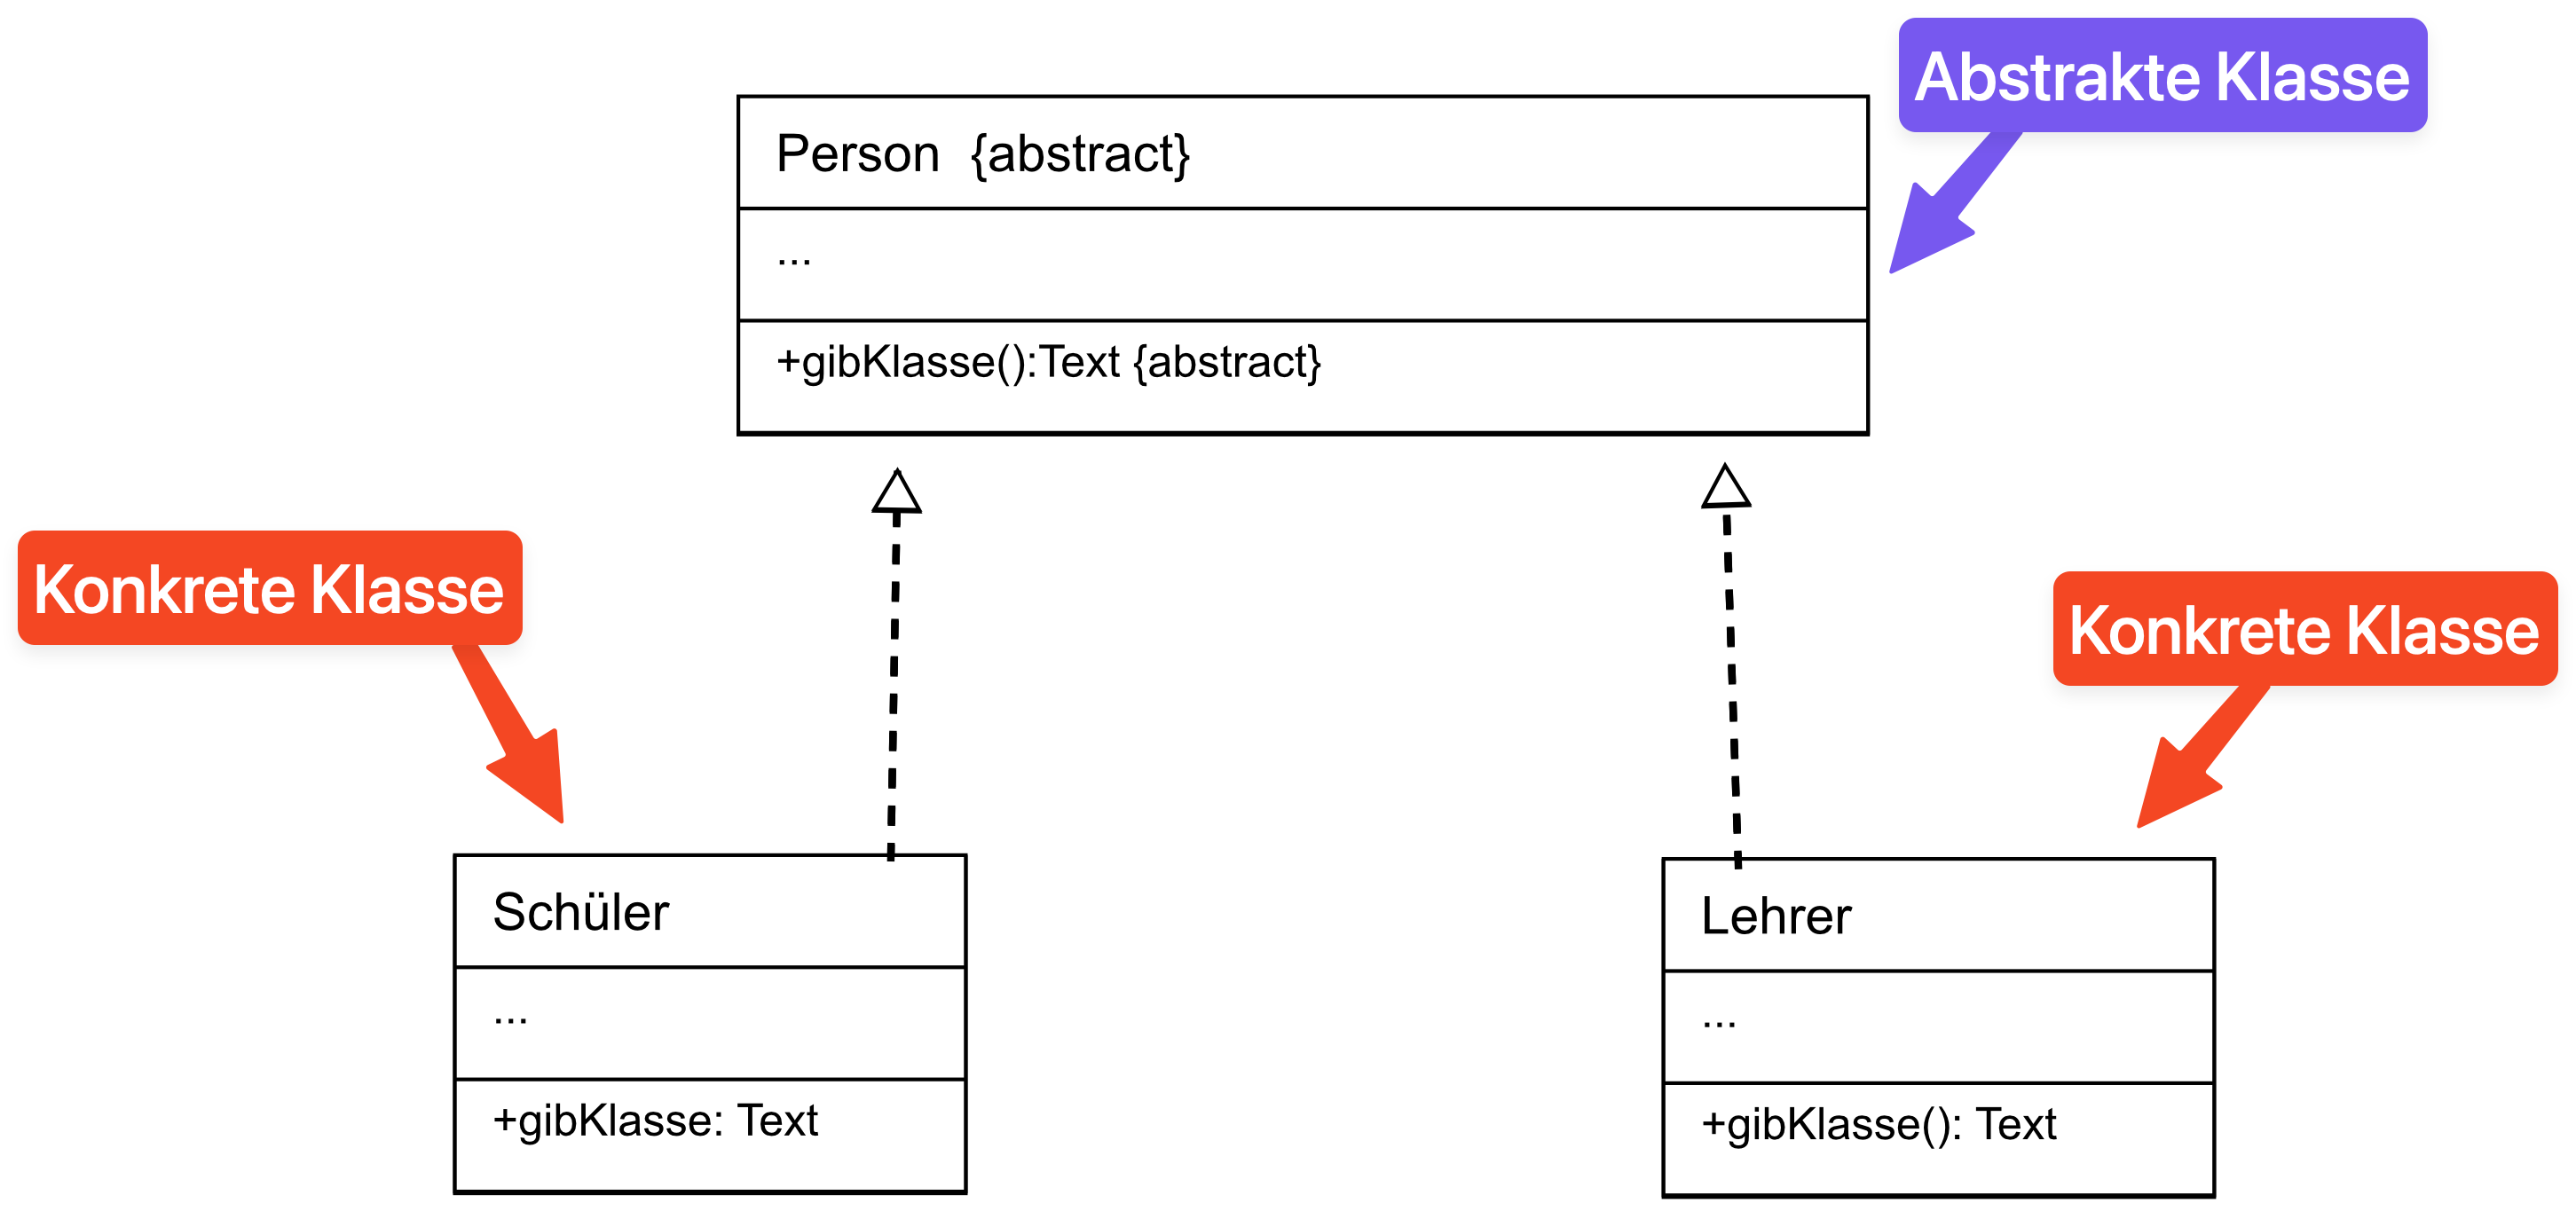 Abstrakte Klasse
Person {abstract}
...
+gibKlasse():Text {abstract}
Konkrete Klasse
Konkrete Klasse
Schüler
...
+gibKlasse: Text
Lehrer
...
+gibKlasse(): Text